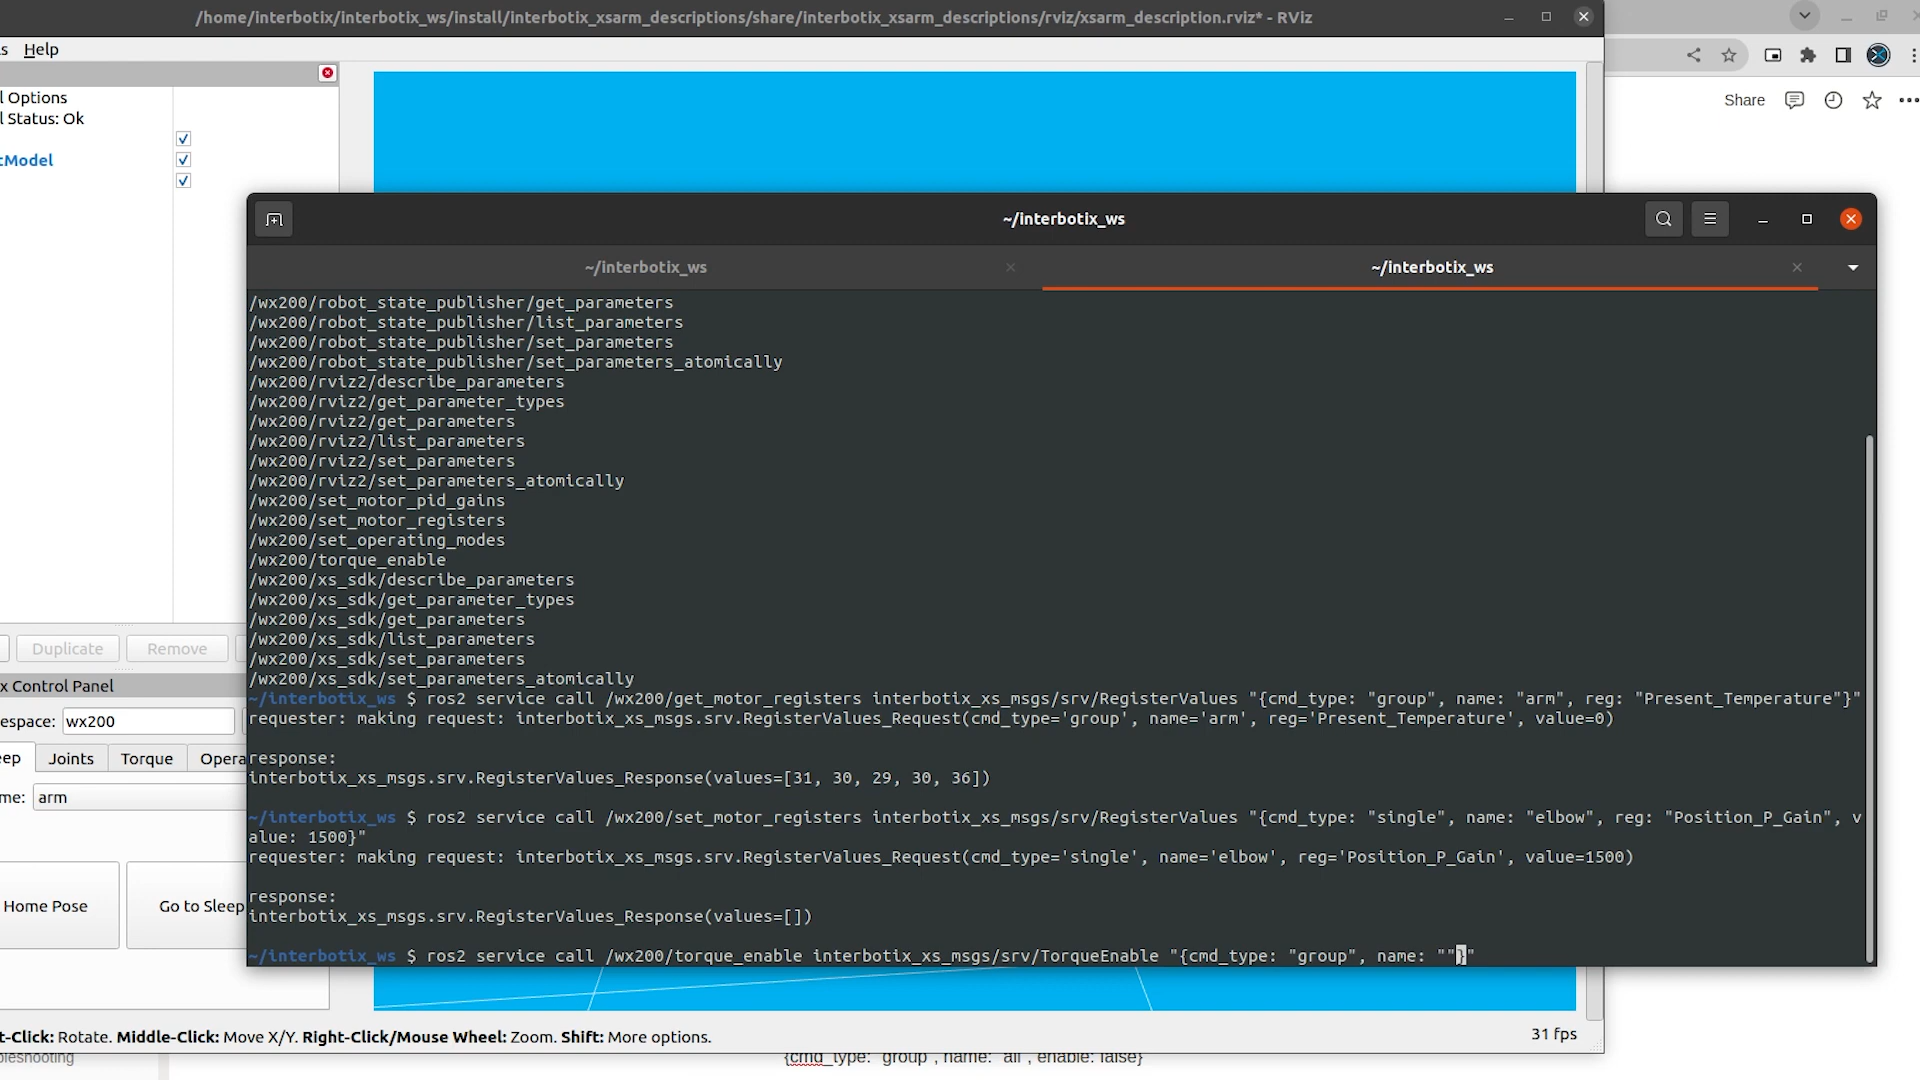 /home/interbotix/interbotix_ws/install/interbotix_xsarm_descriptions/share/interbotix_xsarm_descriptions/rviz/xsarm_description.rviz* - RViz
s Help
l Options
l Status: Ok
tModel
Share
~/interbotix_ws
~/interbotix_ws
~/interbotix_ws
/wx200/robot_state_publisher/get_parameters
/wx200/robot_state_publisher/list_parameters
/wx200/robot_state_publisher/set_parameters
/wx200/robot_state_publisher/set_parameters_atomically
/wx200/rviz2/describe_parameters
/wx200/rviz2/get_parameter_types
/wx200/rviz2/get_parameters
/wx200/rviz2/list_parameters
/wx200/rviz2/set_parameters
/wx200/rviz2/set_parameters_atomically
/wx200/set_motor_pid_gains
/wx200/set_motor_registers
/wx200/set_operating_modes
/wx200/torque_enable
/wx200/xs_sdk/describe_parameters
/wx200/xs_sdk/get_parameter_types
/wx200/xs_sdk/get_parameters
/wx200/xs_sdk/list_parameters
/wx200/xs_sdk/set_parameters
/wx200/xs_sdk/set_parameters_atomically
~/interbotix_ws $ ros2 service call /wx200/get_motor_registers interbotix_xs_msgs/srv/RegisterValues "{cmd_type: "group", name: "arm", reg: "Present_Temperature"}"
requester: making request: interbotix_xs_msgs.srv.RegisterValues_Request(cmd_type='group', name='arm', reg='Present_Temperature', value=0)
response:
interbotix_xs_msgs.srv.RegisterValues_Response(values=[31, 30, 29, 30, 36])
~/interbotix_ws $ ros2 service call /wx200/set_motor_registers interbotix_xs_msgs/srv/RegisterValues "{cmd_type: "single", name: "elbow", reg: "Position_P_Gain", v
alue: 1500}"
requester: making request: interbotix_xs_msgs.srv.RegisterValues_Request(cmd_type='single', name='elbow', reg='Position_P_Gain', value=1500)
response:
interbotix_xs_msgs.srv.RegisterValues_Response(values=[])
~/interbotix_ws $ ros2 service call /wx200/torque_enable interbotix_xs_msgs/srv/TorqueEnable "{cmd_type: "group", name: ""}"
Duplicate Remove
x Control Panel
espace: wx200
eep Joints Torque Opera
me: arm
Home Pose Go to Sleep
t-Click: Rotate. Middle-Click: Move X/Y. Right-Click/Mouse Wheel: Zoom. Shift: More options.
31 fps
bleshooting
{cmd_type: "group", name: "all", enable: false}